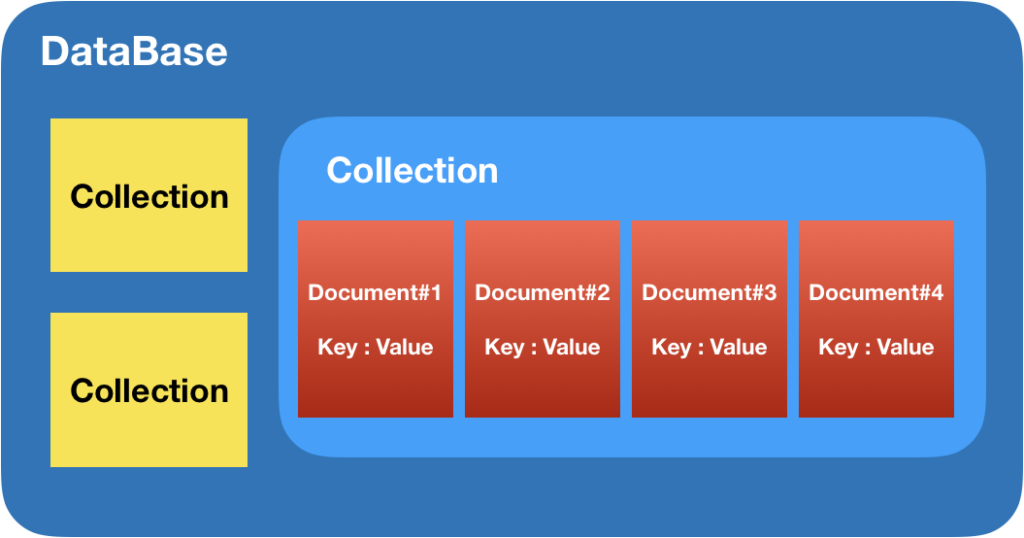 DataBase
Collection
Collection
Collection
Document#1
Key : Value
Document#2
Key : Value
Document#3
Key : Value
Document#4
Key : Value